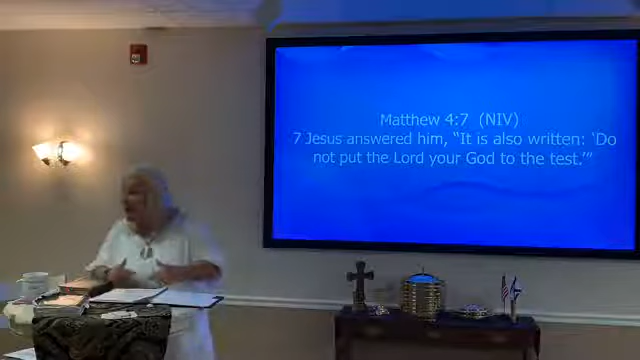 Matthew 4:7 (NIV)
7 Jesus answered him, “It is also written: ‘Do
not put the Lord your God to the test.’”